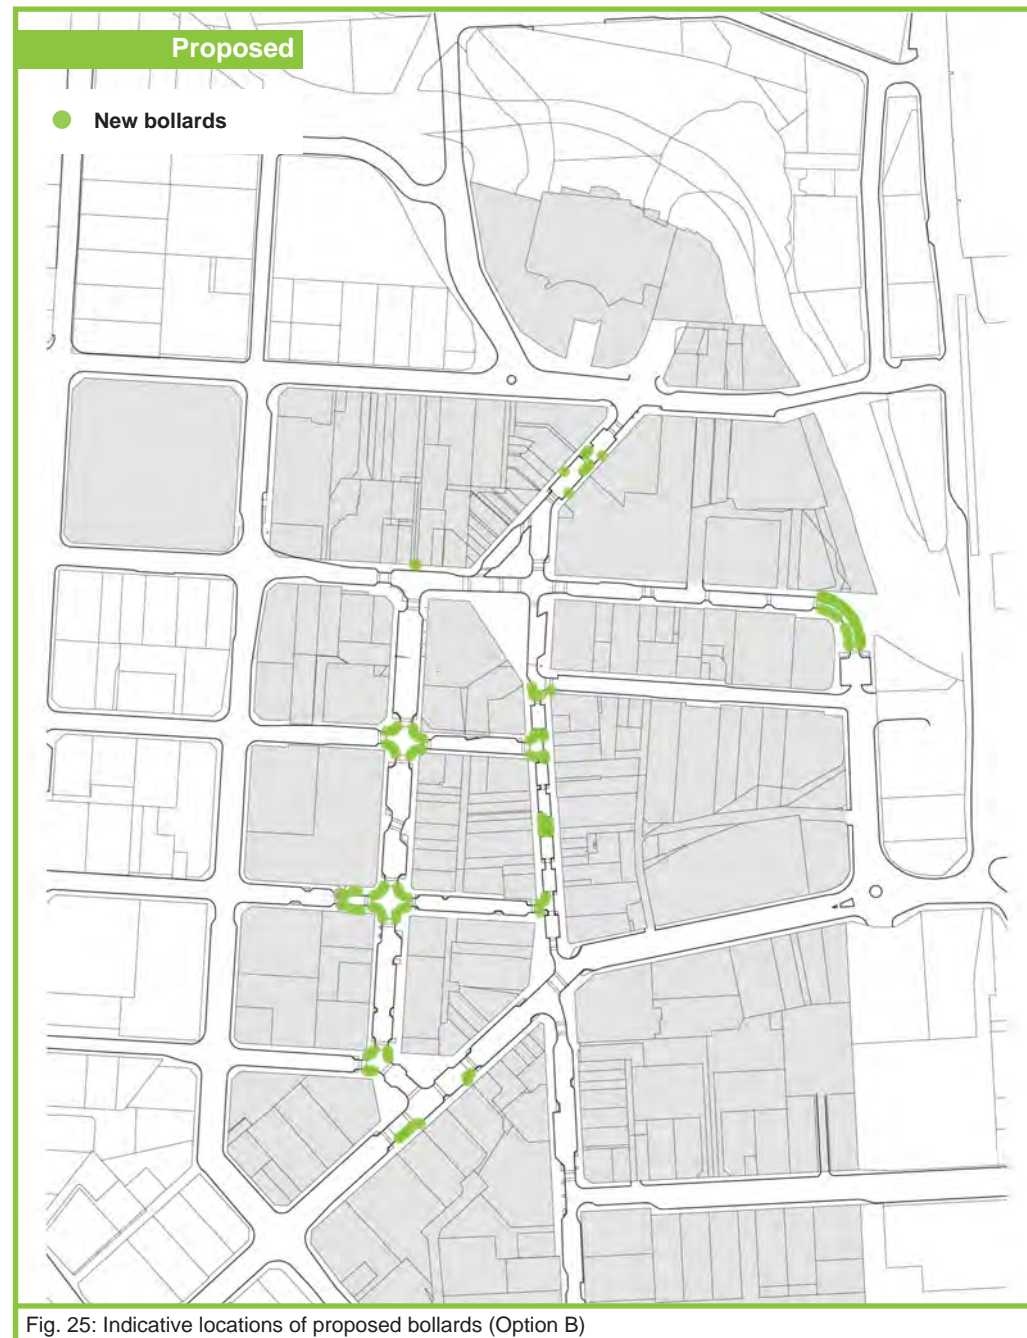 Proposed
New bollards
Fig. 25: Indicative locations of proposed bollards (Option B)